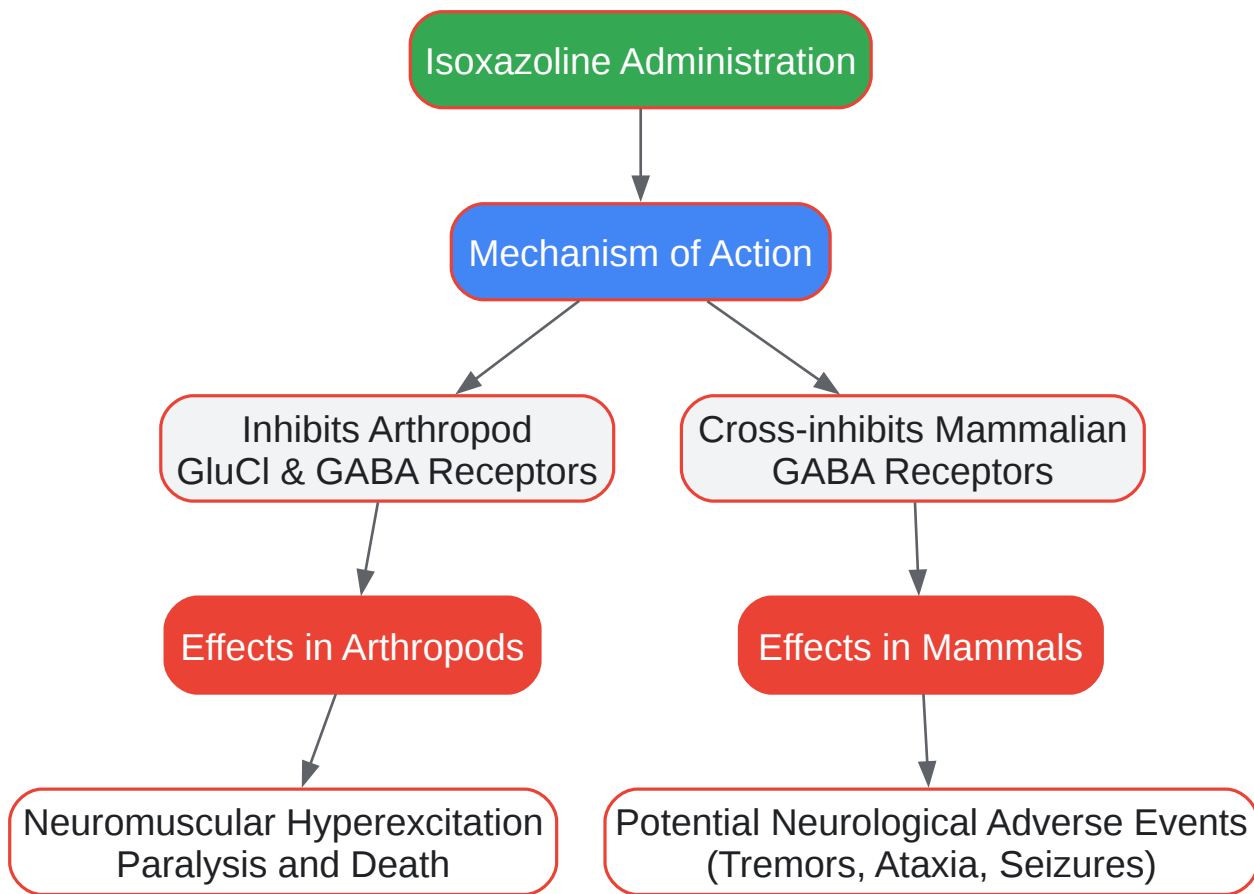 Isoxazoline Administration
Mechanism of Action
Inhibits Arthropod
GluCl & GABA Receptors
Cross-inhibits Mammalian
GABA Receptors
Effects in Arthropods
Effects in Mammals
Neuromuscular Hyperexcitation
Paralysis and Death
Potential Neurological Adverse Events
(Tremors, Ataxia, Seizures)